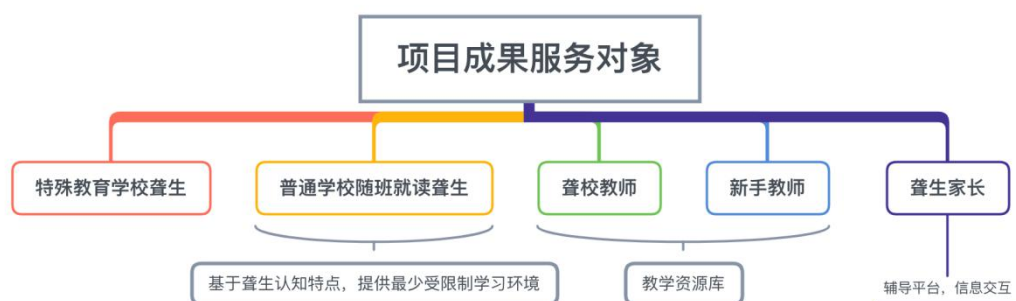 项目成果服务对象
特殊教育学校聋生
普通学校随班就读聋生
聋校教师
新手教师
聋生家长
基于聋生认知特点，提供最少受限制学习环境
教学资源库
辅导平台，信息交互